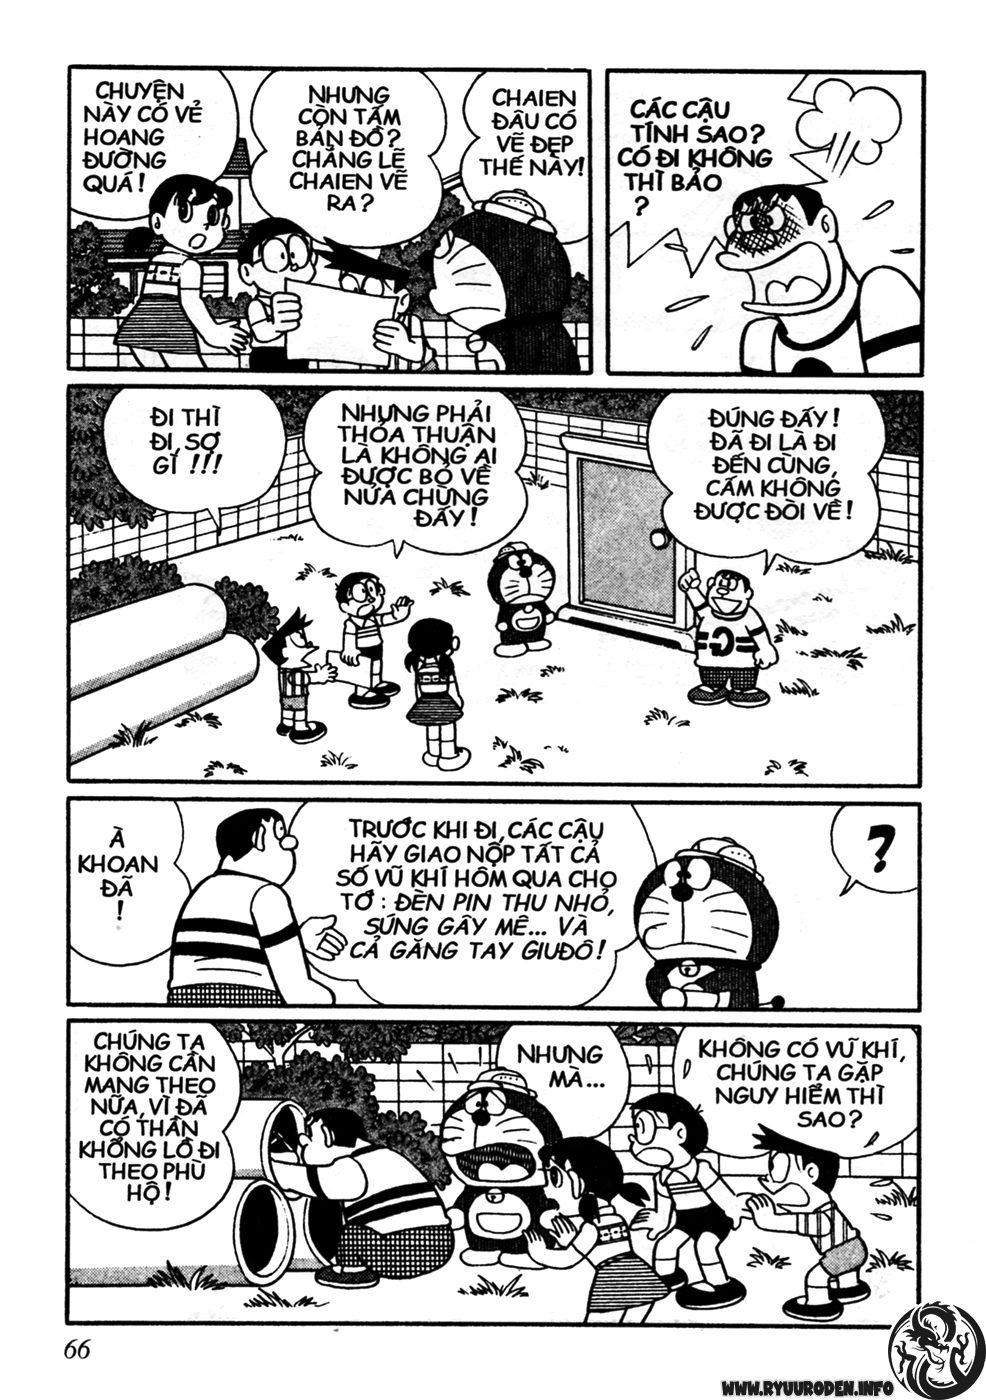 CHUYỆN
NÀY CÓ VẺ
HOANG
ĐƯỜNG
QUÁ!
NHƯNG
CÒN TẤM
BẢN ĐỒ?
CHẲNG LẼ
CHAIEN VẼ
RA?
CHAIEN
ĐÂU CÓ
VẼ ĐẸP
THẾ NÀY!
CÁC CẬU
TÍNH SAO?
CÓ ĐI KHÔNG
THÌ BẢO
?
ĐI THÌ
ĐI, SỢ
GÌ!!!
NHƯNG PHẢI
THỎA THUẬN
LÀ KHÔNG AI
ĐƯỢC BỎ VỀ
NỬA CHỪNG
ĐẤY!
ĐÚNG ĐẤY!
ĐÃ ĐI LÀ ĐI
ĐẾN CÙNG,
CẤM KHÔNG
ĐƯỢC ĐÒI VỀ!
À
KHOAN
ĐÃ
!
TRƯỚC KHI ĐI, CÁC CẬU
HÃY GIAO NỘP TẤT CẢ
SỐ VŨ KHÍ HÔM QUA CHO
TỚ: ĐÈN PIN THU NHỎ,
SÚNG GÂY MÊ... VÀ
CẢ GĂNG TAY GIUĐÔ!
?
CHÚNG TA
KHÔNG CẦN
MANG THEO
NỮA, VÌ ĐÃ
CÓ THẦN
KHỔNG LỒ ĐI
THEO PHÙ
HỘ!
NHƯNG
MÀ...
KHÔNG CÓ VŨ KHÍ,
CHÚNG TA GẶP
NGUY HIỂM THÌ
SAO?
G
66
WWW.RYUURODEN.INFO